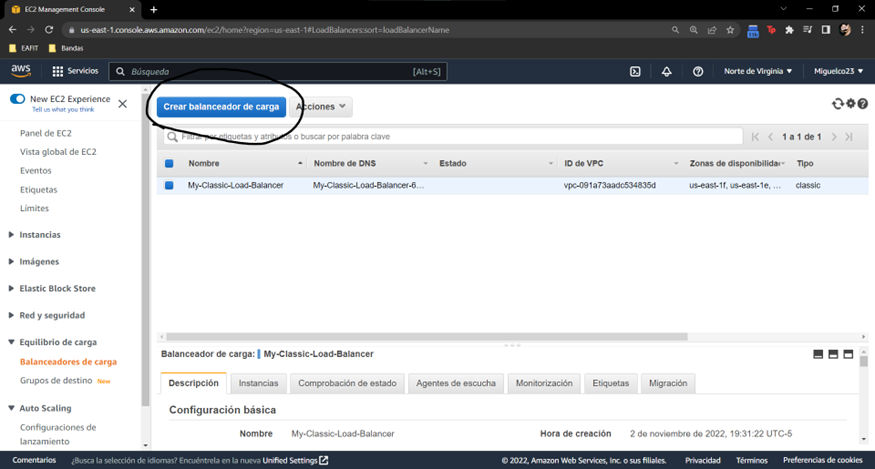 EC2 Management Console
us-east-1.console.aws.amazon.com/ec2/home?region=us-east-1#LoadBalancers:sort=loadBalancerName
EAFIT Bandas
aws Servicios Búsqueda [Alt+S] Norte de Virginia Miguelco23
New EC2 Experience
Tell us what you think
Crear balanceador de carga Acciones
Filtrar por etiquetas y atributos o buscar por palabra clave 1 a 1 de 1
Nombre Nombre de DNS Estado ID de VPC Zonas de disponibilidad Tipo
My-Classic-Load-Balancer My-Classic-Load-Balancer-6... vpc-091a73aadc534835d us-east-1f, us-east-1e, ... classic
Panel de EC2
Vista global de EC2
Eventos
Etiquetas
Límites
Instancias
Imágenes
Elastic Block Store
Red y seguridad
Equilibrio de carga
Balanceadores de carga
Grupos de destino New
Auto Scaling
Configuraciones de
lanzamiento
Balanceador de carga: My-Classic-Load-Balancer
Descripción Instancias Comprobación de estado Agentes de escucha Monitorización Etiquetas Migración
Configuración básica
Nombre My-Classic-Load-Balancer Hora de creación 2 de noviembre de 2022, 19:31:22 UTC-5
Comentarios ¿Busca la selección de idiomas? Encuéntrela en la nueva Unified Settings © 2022, Amazon Web Services, Inc. o sus filiales. Privacidad Términos Preferencias de cookies